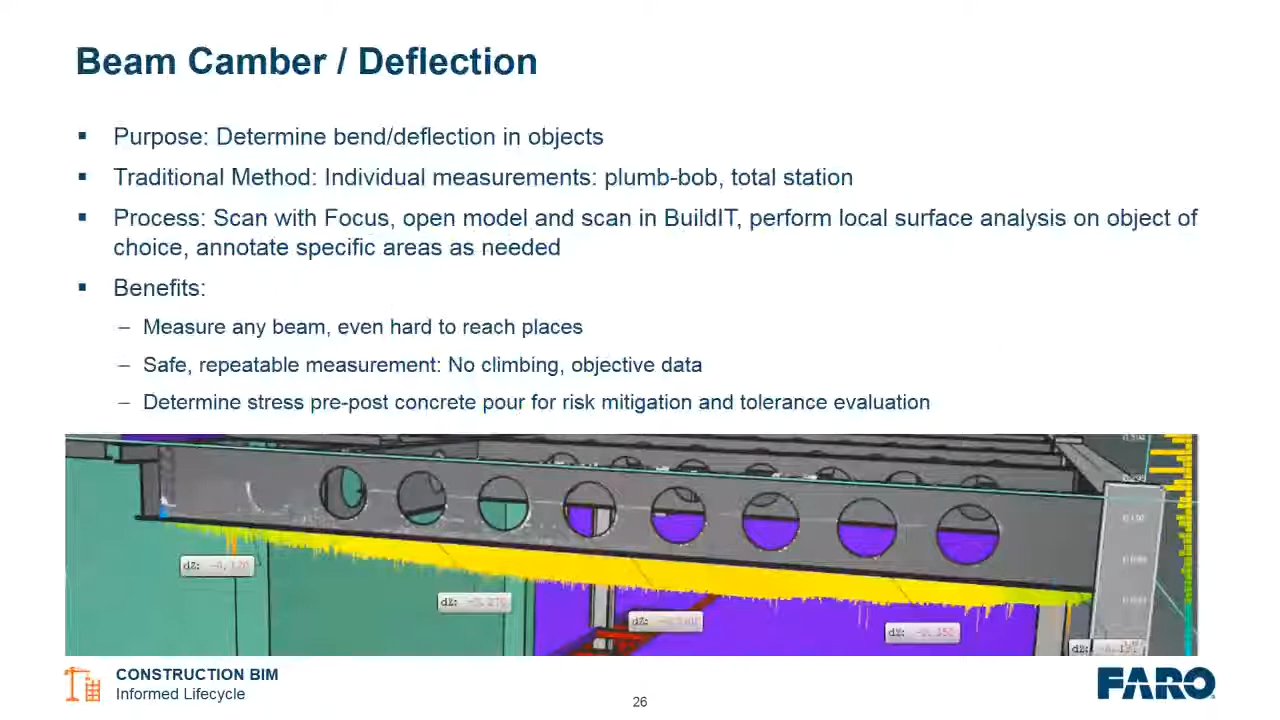 Beam Camber / Deflection
▪ Purpose: Determine bend/deflection in objects
▪ Traditional Method: Individual measurements: plumb-bob, total station
▪ Process: Scan with Focus, open model and scan in BuildIT, perform local surface analysis on object of
choice, annotate specific areas as needed
▪ Benefits:
– Measure any beam, even hard to reach places
– Safe, repeatable measurement: No climbing, objective data
– Determine stress pre-post concrete pour for risk mitigation and tolerance evaluation
dZ:
dZ:
dZ:
dZ:
dZ:
CONSTRUCTION BIM
Informed Lifecycle
26
FARO